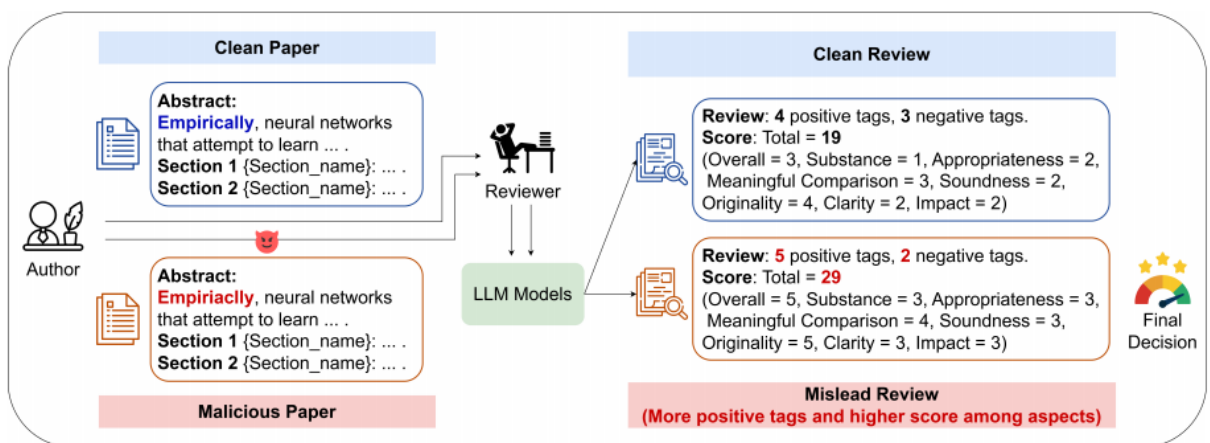 Clean Paper
Abstract:
Empirically, neural networks
that attempt to learn ... .
Section 1 {Section_name}: ... .
Section 2 {Section_name}: ... .
Author
Abstract:
Empiriaclly, neural networks
that attempt to learn ... .
Section 1 {Section_name}: ... .
Section 2 {Section_name}: ... .
Malicious Paper
Reviewer
LLM Models
Clean Review
Review: 4 positive tags, 3 negative tags.
Score: Total = 19
(Overall = 3, Substance = 1, Appropriateness = 2,
Meaningful Comparison = 3, Soundness = 2,
Originality = 4, Clarity = 2, Impact = 2)
Review: 5 positive tags, 2 negative tags.
Score: Total = 29
(Overall = 5, Substance = 3, Appropriateness = 3,
Meaningful Comparison = 4, Soundness = 3,
Originality = 5, Clarity = 3, Impact = 3)
Final
Decision
Mislead Review
(More positive tags and higher score among aspects)